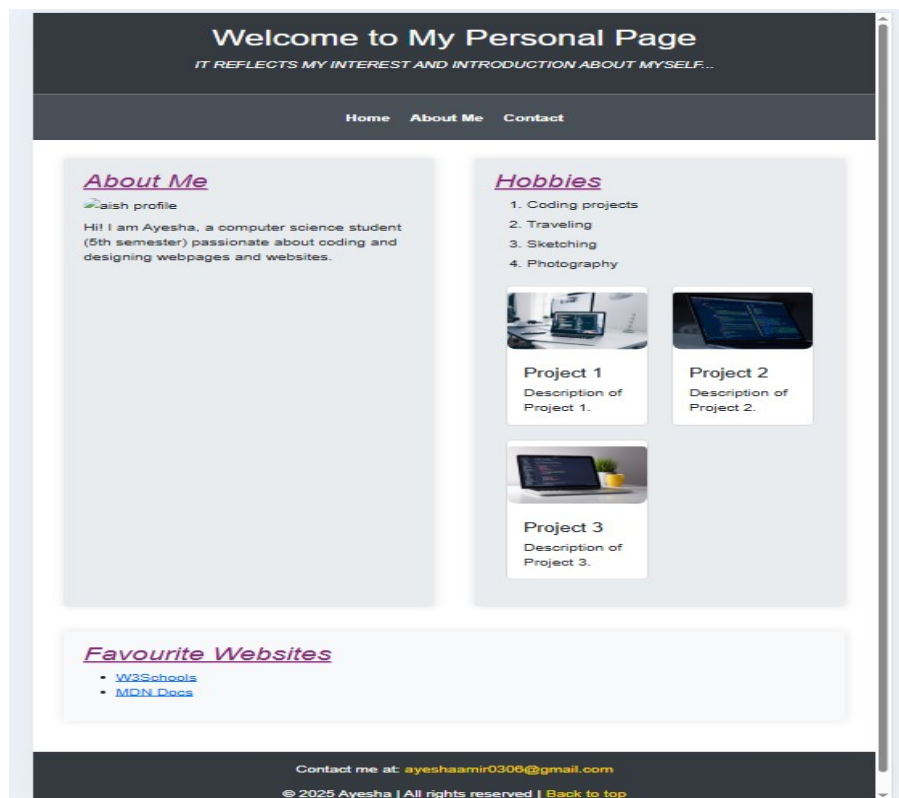 Welcome to My Personal Page
IT REFLECTS MY INTEREST AND INTRODUCTION ABOUT MYSELF...
Home About Me Contact
About Me
aish profile
Hi! I am Ayesha, a computer science student
(5th semester) passionate about coding and
designing webpages and websites.
Hobbies
1. Coding projects
2. Traveling
3. Sketching
4. Photography
Project 1
Description of
Project 1.
Project 2
Description of
Project 2.
Project 3
Description of
Project 3.
Favourite Websites
• W3Schools
• MDN Docs
Contact me at: ayeshaamir0306@gmail.com
© 2025 Ayesha | All rights reserved | Back to top